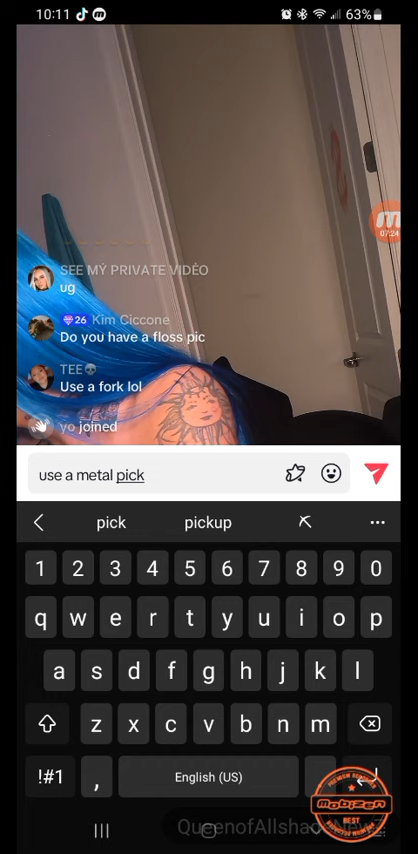 10:11
63%
07:24
SEE MY PRIVATE VIDEO
ug
26 Kim Ciccone
Do you have a floss pic
TEE
Use a fork lol
yo joined
use a metal pick
pick pickup
1 2 3 4 5 6 7 8 9 0
q w e r t y u i o p
a s d f g h j k l
z x c v b n m
!#1 , English (US)
MOBIZEN
BEST
QueenofAllsha